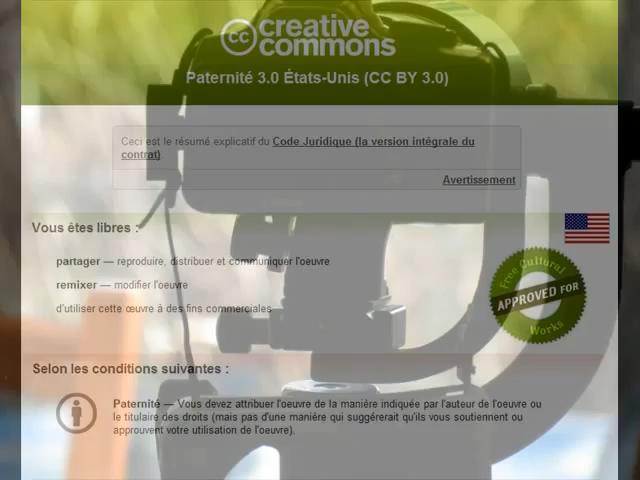 cc creative commons
Paternité 3.0 États-Unis (CC BY 3.0)
Ceci est le résumé explicatif du Code Juridique (la version intégrale du
contrat).
Avertissement
Vous êtes libres :
partager — reproduire, distribuer et communiquer l'oeuvre
remixer — modifier l'oeuvre
d'utiliser cette œuvre à des fins commerciales
Free Cultural
APPROVED FOR
Works
Selon les conditions suivantes :
Paternité — Vous devez attribuer l'oeuvre de la manière indiquée par l'auteur de l'oeuvre ou
le titulaire des droits (mais pas d'une manière qui suggérerait qu'ils vous soutiennent ou
approuvent votre utilisation de l'oeuvre).